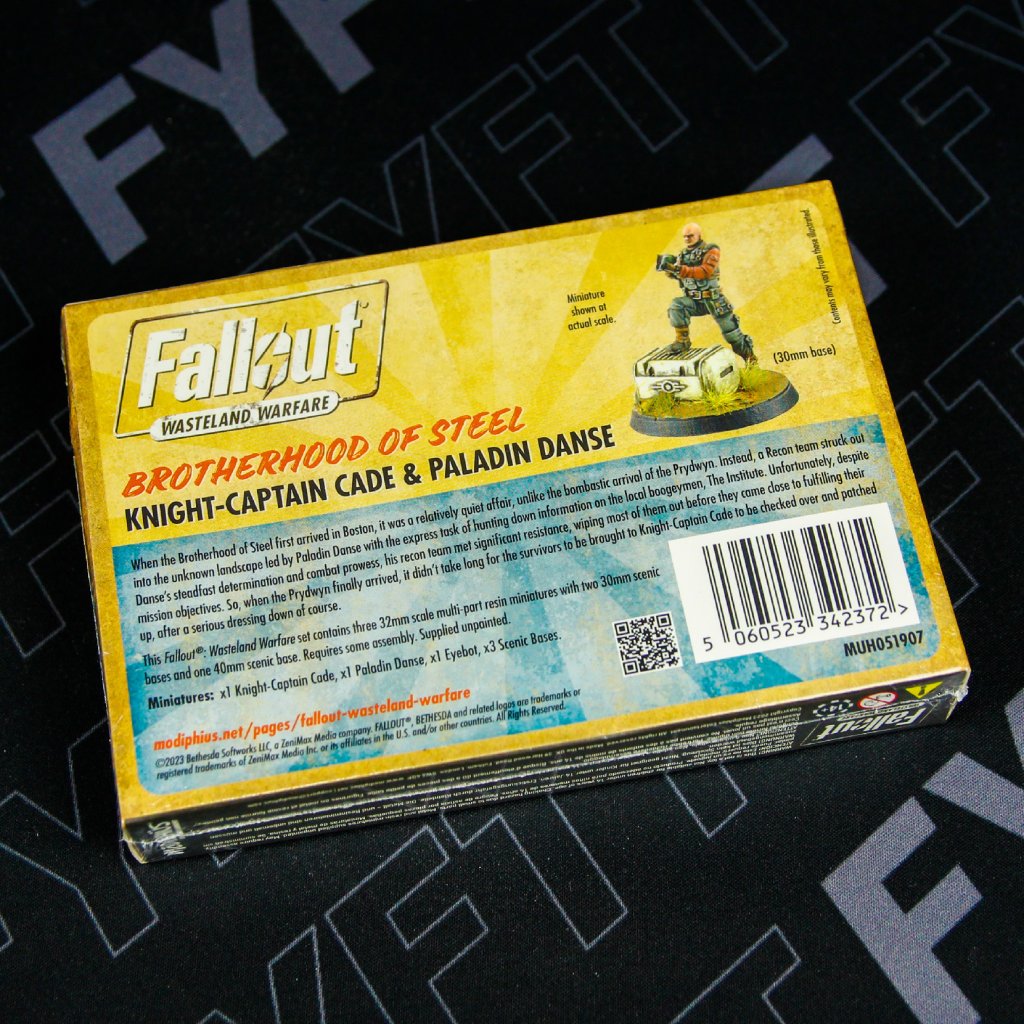 FYF
FYFTT
Fallout™
WASTELAND WARFARE
Miniature
shown at
actual scale.
(30mm base)
Contents may vary from those illustrated
BROTHERHOOD OF STEEL
KNIGHT-CAPTAIN CADE & PALADIN DANSE
When the Brotherhood of Steel first arrived in Boston, it was a relatively quiet affair, unlike the bombastic arrival of the Prydwyn. Instead, a Recon team struck out
into the unknown landscape led by Paladin Danse with the express task of hunting down information on the local boogeymen, The Institute. Unfortunately, despite
Danse's steadfast determination and combat prowess, his recon team met significant resistance, wiping most of them out before they came close to fulfilling their
mission objectives. So, when the Prydwyn finally arrived, it didn't take long for the survivors to be brought to Knight-Captain Cade to be checked over and patched
up, after a serious dressing down of course.
This Fallout®: Wasteland Warfare set contains three 32mm scale multi-part resin miniatures with two 30mm scenic
bases and one 40mm scenic base. Requires some assembly. Supplied unpainted.
Miniatures: x1 Knight-Captain Cade, x1 Paladin Danse, x1 Eyebot, x3 Scenic Bases.
modiphius.net/pages/fallout-wasteland-warfare
©2023 Bethesda Softworks LLC, a ZeniMax Media company. FALLOUT®, BETHESDA and related logos are trademarks or
registered trademarks of ZeniMax Media Inc. or its affiliates in the U.S. and/or other countries. All Rights Reserved.
5 060523 342372 >
MUH051907
14+
Fallout